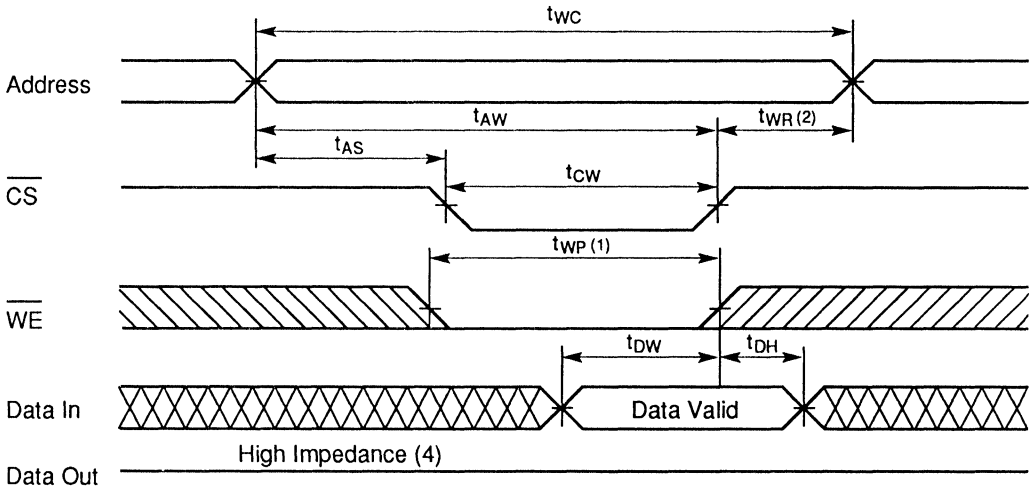 tWC
Address
tAW
tWR (2)
tAS
CS
tCW
tWP (1)
WE
tDW
tDH
Data In
Data Valid
High Impedance (4)
Data Out